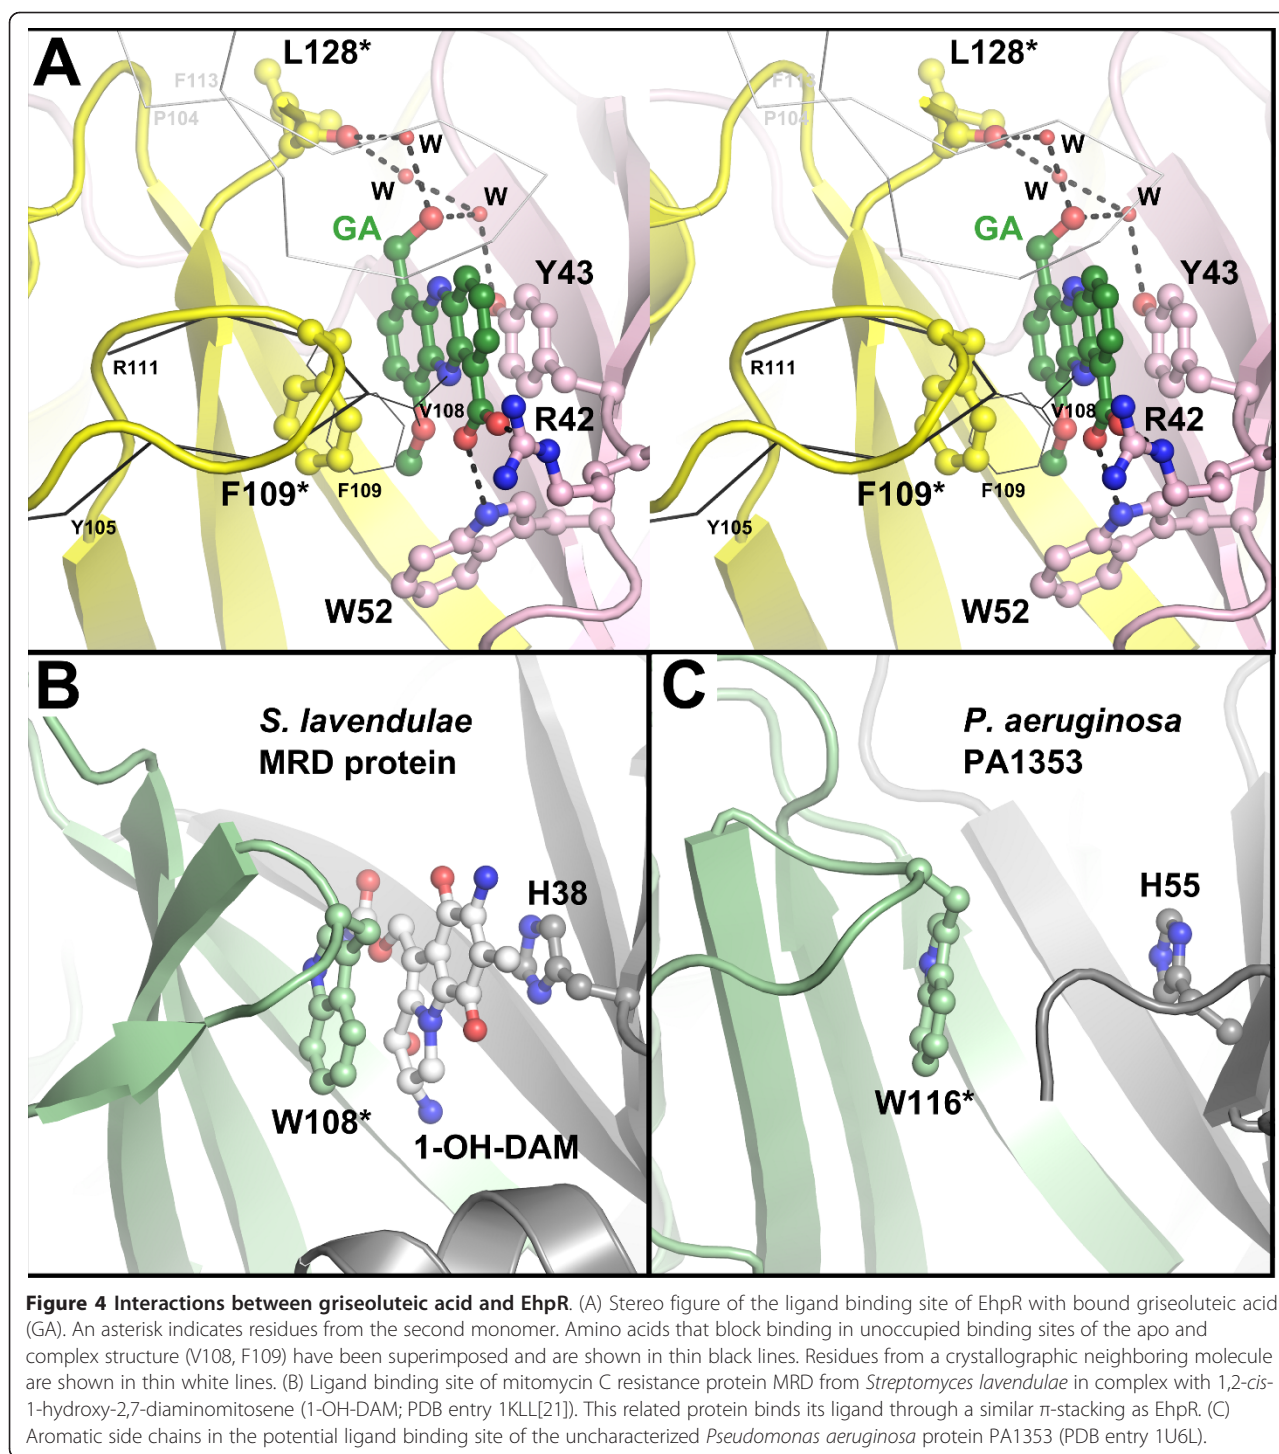 A
L128*
L128*
F113
F113
P104
P104
W
W
W
W
W
W
GA
GA
Y43
Y43
R111
R111
V108
V108
R42
R42
F109*
F109
F109*
F109
Y105
Y105
W52
W52
B
S. lavendulae
MRD protein
H38
W108*
1-OH-DAM
C
P. aeruginosa
PA1353
H55
W116*
Figure 4 Interactions between griseoluteic acid and EhpR. (A) Stereo figure of the ligand binding site of EhpR with bound griseoluteic acid
(GA). An asterisk indicates residues from the second monomer. Amino acids that block binding in unoccupied binding sites of the apo and
complex structure (V108, F109) have been superimposed and are shown in thin black lines. Residues from a crystallographic neighboring molecule
are shown in thin white lines. (B) Ligand binding site of mitomycin C resistance protein MRD from Streptomyces lavendulae in complex with 1,2-cis-
1-hydroxy-2,7-diaminomitosene (1-OH-DAM; PDB entry 1KLL[21]). This related protein binds its ligand through a similar π-stacking as EhpR. (C)
Aromatic side chains in the potential ligand binding site of the uncharacterized Pseudomonas aeruginosa protein PA1353 (PDB entry 1U6L).